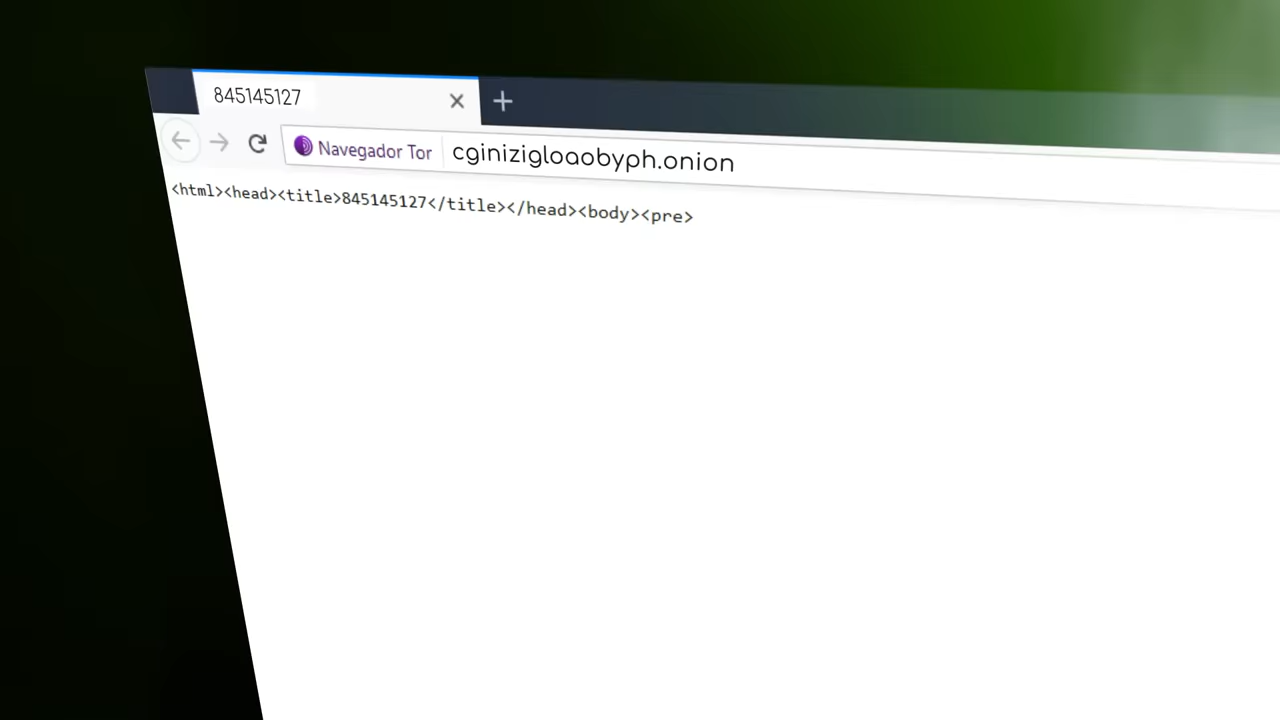 845145127
Navegador Tor cginizigloaobyph.onion
<html><head><title>845145127</title></head><body><pre>